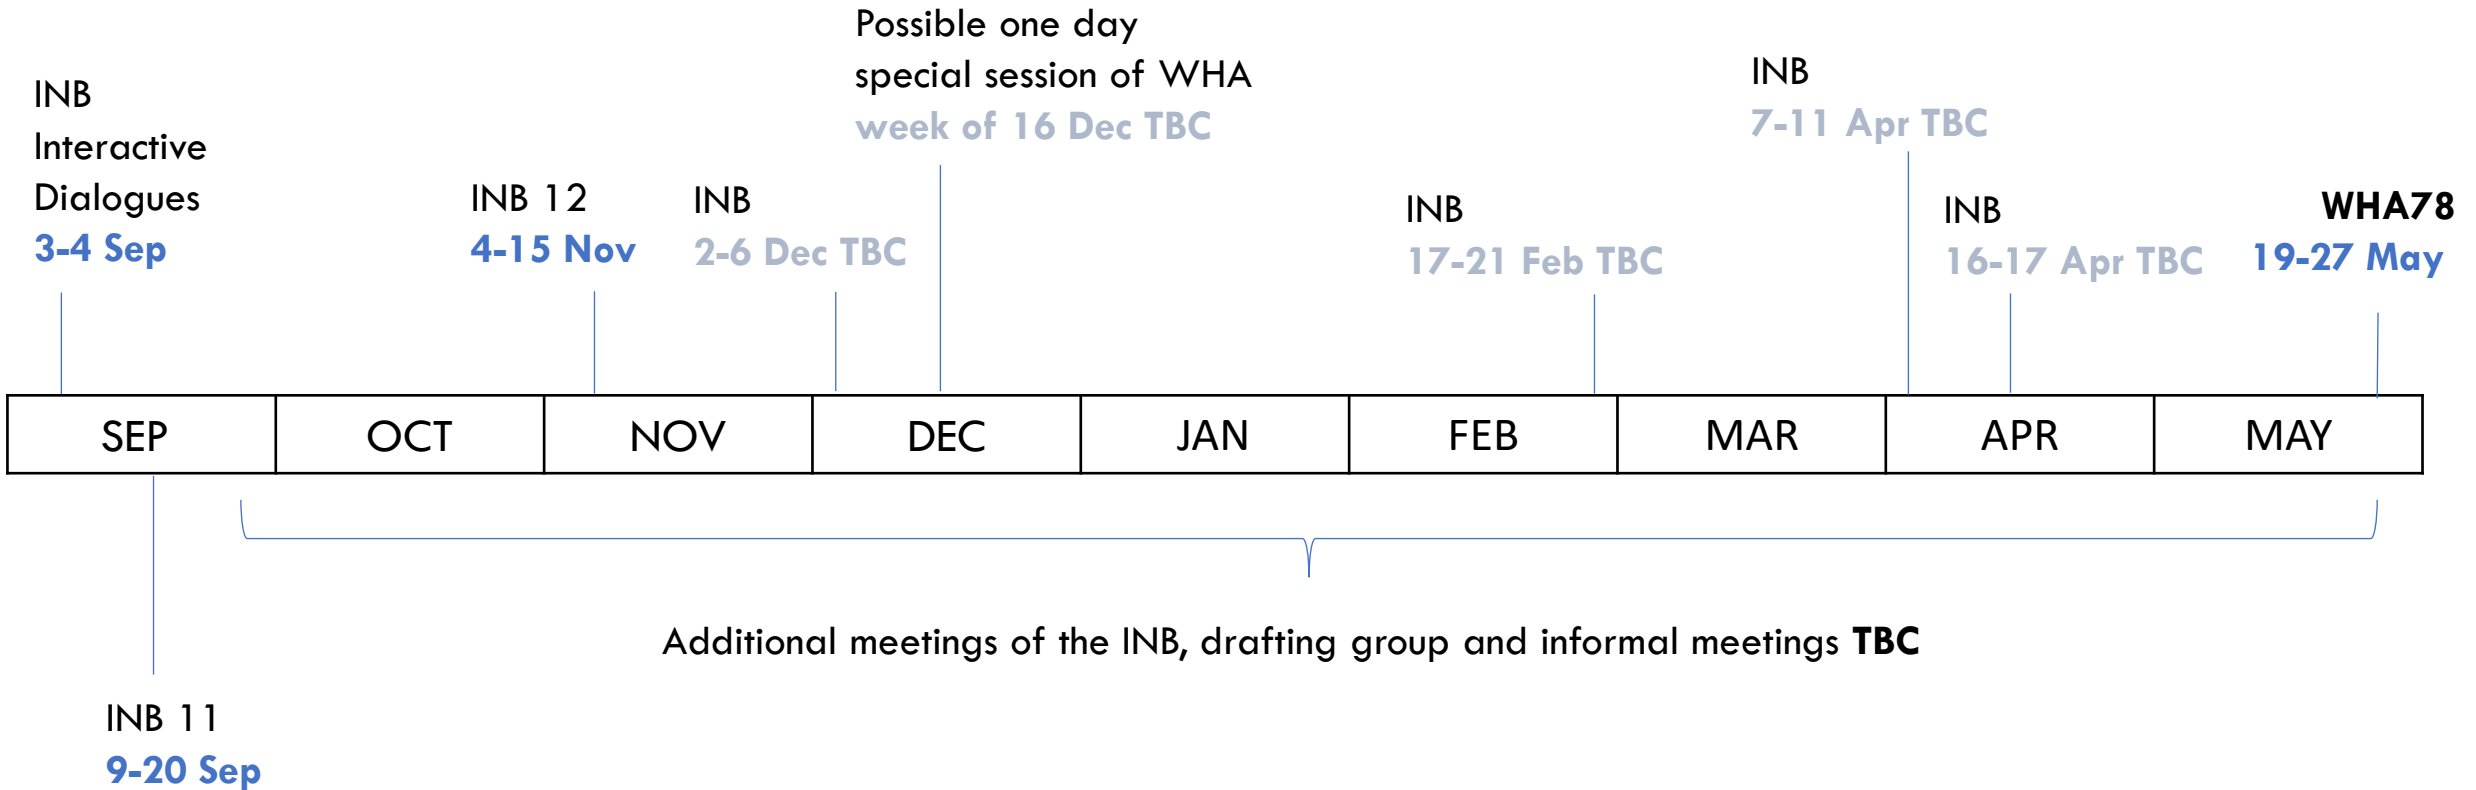 INB
Interactive
Dialogues
3-4 Sep
INB 12
4-15 Nov
INB
2-6 Dec TBC
Possible one day
special session of WHA
week of 16 Dec TBC
INB
17-21 Feb TBC
INB
7-11 Apr TBC
INB
16-17 Apr TBC
WHA78
19-27 May
SEP
OCT
NOV
DEC
JAN
FEB
MAR
APR
MAY
Additional meetings of the INB, drafting group and informal meetings TBC
INB 11
9-20 Sep